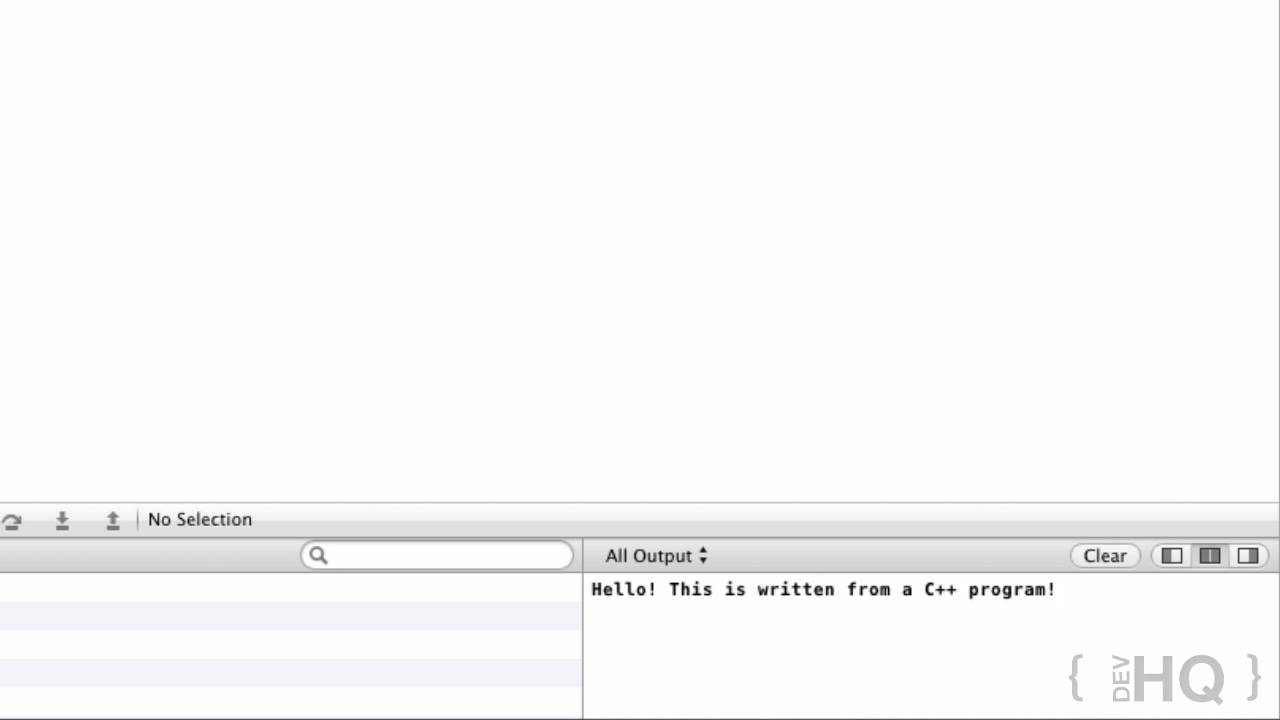 No Selection
All Output Clear
Hello! This is written from a C++ program!
{ DEV HQ }